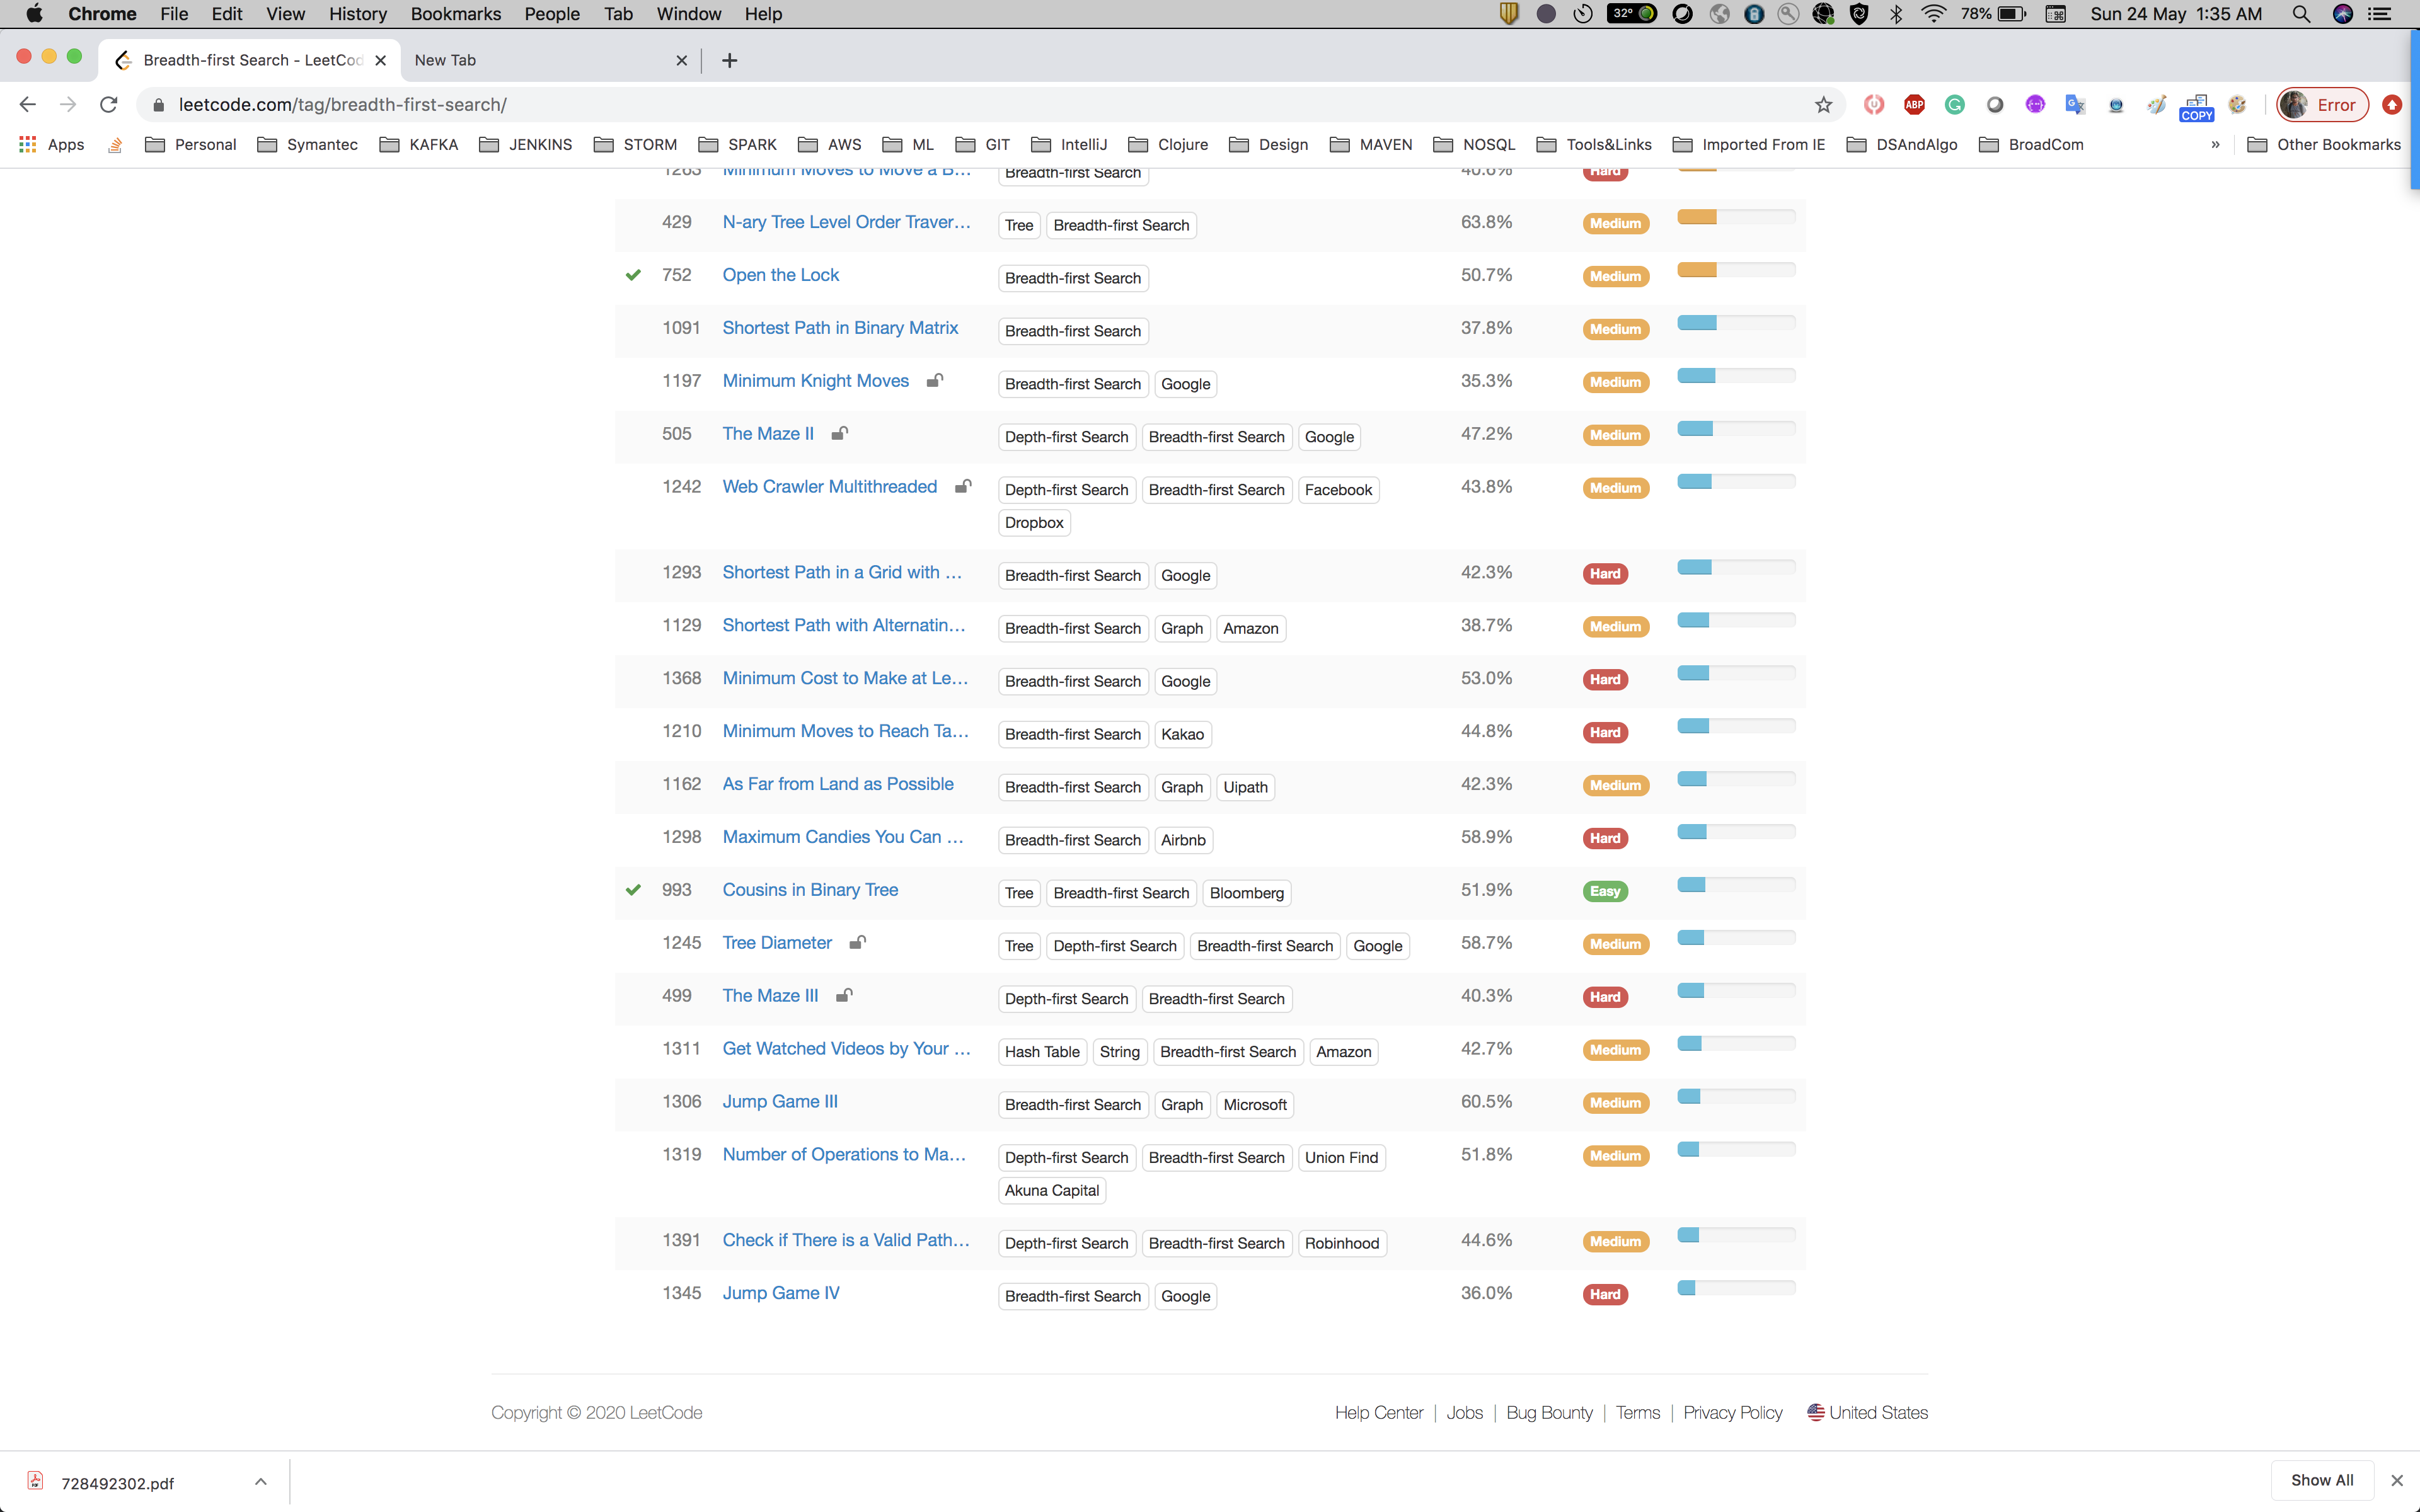 Chrome File Edit View History Bookmarks People Tab Window Help 32° 78% Sun 24 May 1:35 AM
Breadth-first Search - LeetCod New Tab
leetcode.com/tag/breadth-first-search/ ABP COPY Error
Apps Personal Symantec KAFKA JENKINS STORM SPARK AWS ML GIT IntelliJ Clojure Design MAVEN NOSQL Tools&Links Imported From IE DSAndAlgo BroadCom » Other Bookmarks
1263 Minimum Moves to Move a B... Breadth-first Search 40.6% Hard
429 N-ary Tree Level Order Traver... Tree Breadth-first Search 63.8% Medium
752 Open the Lock Breadth-first Search 50.7% Medium
1091 Shortest Path in Binary Matrix Breadth-first Search 37.8% Medium
1197 Minimum Knight Moves Breadth-first Search Google 35.3% Medium
505 The Maze II Depth-first Search Breadth-first Search Google 47.2% Medium
1242 Web Crawler Multithreaded Depth-first Search Breadth-first Search Facebook 43.8% Medium
Dropbox
1293 Shortest Path in a Grid with ... Breadth-first Search Google 42.3% Hard
1129 Shortest Path with Alternatin... Breadth-first Search Graph Amazon 38.7% Medium
1368 Minimum Cost to Make at Le... Breadth-first Search Google 53.0% Hard
1210 Minimum Moves to Reach Ta... Breadth-first Search Kakao 44.8% Hard
1162 As Far from Land as Possible Breadth-first Search Graph Uipath 42.3% Medium
1298 Maximum Candies You Can ... Breadth-first Search Airbnb 58.9% Hard
993 Cousins in Binary Tree Tree Breadth-first Search Bloomberg 51.9% Easy
1245 Tree Diameter Tree Depth-first Search Breadth-first Search Google 58.7% Medium
499 The Maze III Depth-first Search Breadth-first Search 40.3% Hard
1311 Get Watched Videos by Your ... Hash Table String Breadth-first Search Amazon 42.7% Medium
1306 Jump Game III Breadth-first Search Graph Microsoft 60.5% Medium
1319 Number of Operations to Ma... Depth-first Search Breadth-first Search Union Find 51.8% Medium
Akuna Capital
1391 Check if There is a Valid Path... Depth-first Search Breadth-first Search Robinhood 44.6% Medium
1345 Jump Game IV Breadth-first Search Google 36.0% Hard
Copyright © 2020 LeetCode Help Center | Jobs | Bug Bounty | Terms | Privacy Policy United States
728492302.pdf Show All